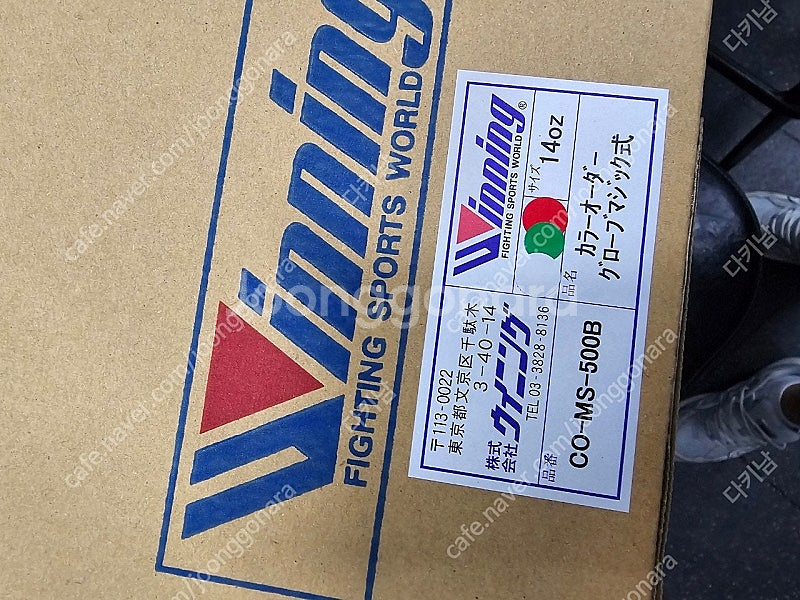 Winning
FIGHTING SPORTS WORLD
〒113-0022
東京都文京区千駄木
3-40-14
株式会社 ウイニング
TEL 03-3828-8136
Winning®
FIGHTING SPORTS WORLD
サイズ 14oz
品番 CO-MS-500B
品名 カラーオーダー
グローブマジック式
joonggonara
cafe.naver.com/joonggonara
다키남